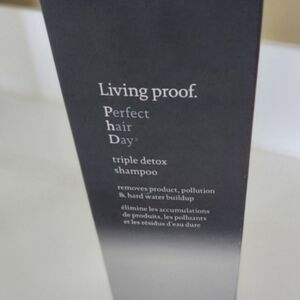 Living proof.
Perfect
hair
Day®
triple detox
shampoo
removes product, pollution
& hard water buildup
élimine les accumulations
de produits, les polluants
et les résidus d'eau dure